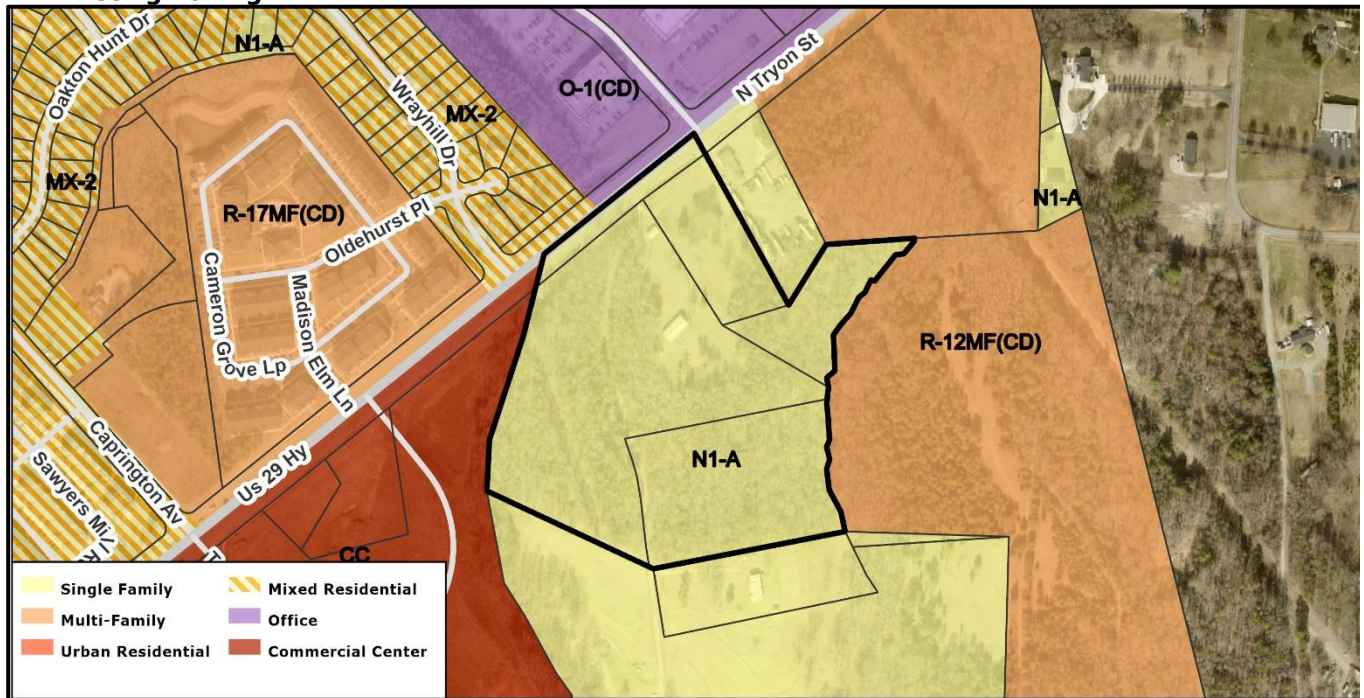 N1-A
Oakton Hunt Dr
Wrayhill Dr
MX-2
O-1(CD)
N Tryon St
MX-2
R-17MF(CD)
Oldehurst Pl
N1-A
Cameron Grove Lp
Madison Elm Ln
R-12MF(CD)
Caprington Av
Us 29 Hy
N1-A
Sawyers Mi
CC
Single Family
Multi-Family
Urban Residential
Mixed Residential
Office
Commercial Center